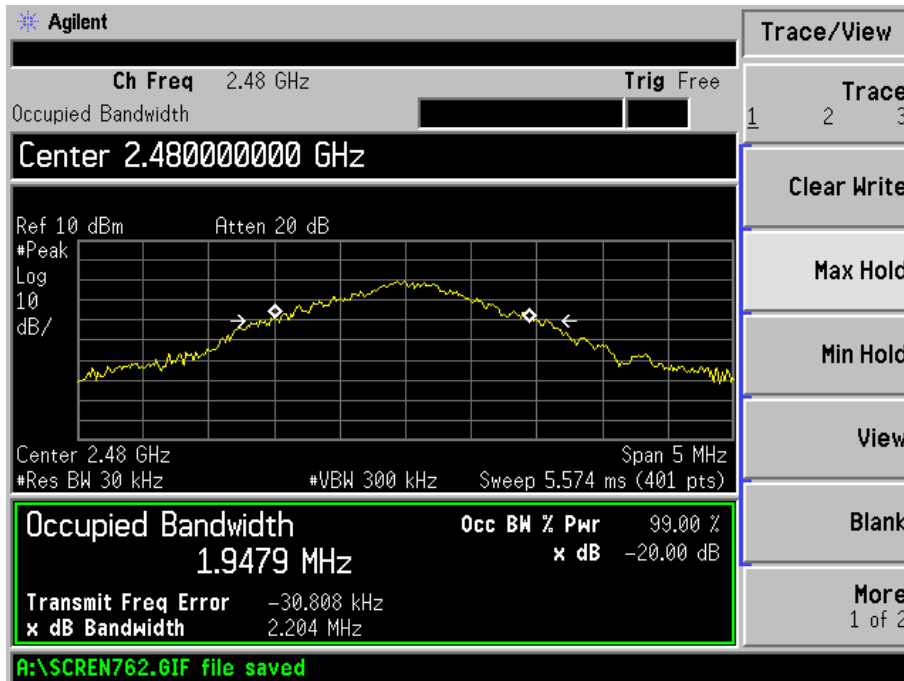 Agilent
Ch Freq 2.48 GHz Trig Free
Occupied Bandwidth
Center 2.480000000 GHz
Ref 10 dBm Atten 20 dB
#Peak
Log
10
dB/
Center 2.48 GHz Span 5 MHz
#Res BW 30 kHz #VBW 300 kHz Sweep 5.574 ms (401 pts)
Occupied Bandwidth
1.9479 MHz
Occ BW % Pwr 99.00 %
x dB -20.00 dB
Transmit Freq Error -30.808 kHz
x dB Bandwidth 2.204 MHz
A:\SCREN762.GIF file saved
Trace/View
Trace
1 2 3
Clear Write
Max Hold
Min Hold
View
Blank
More
1 of 2